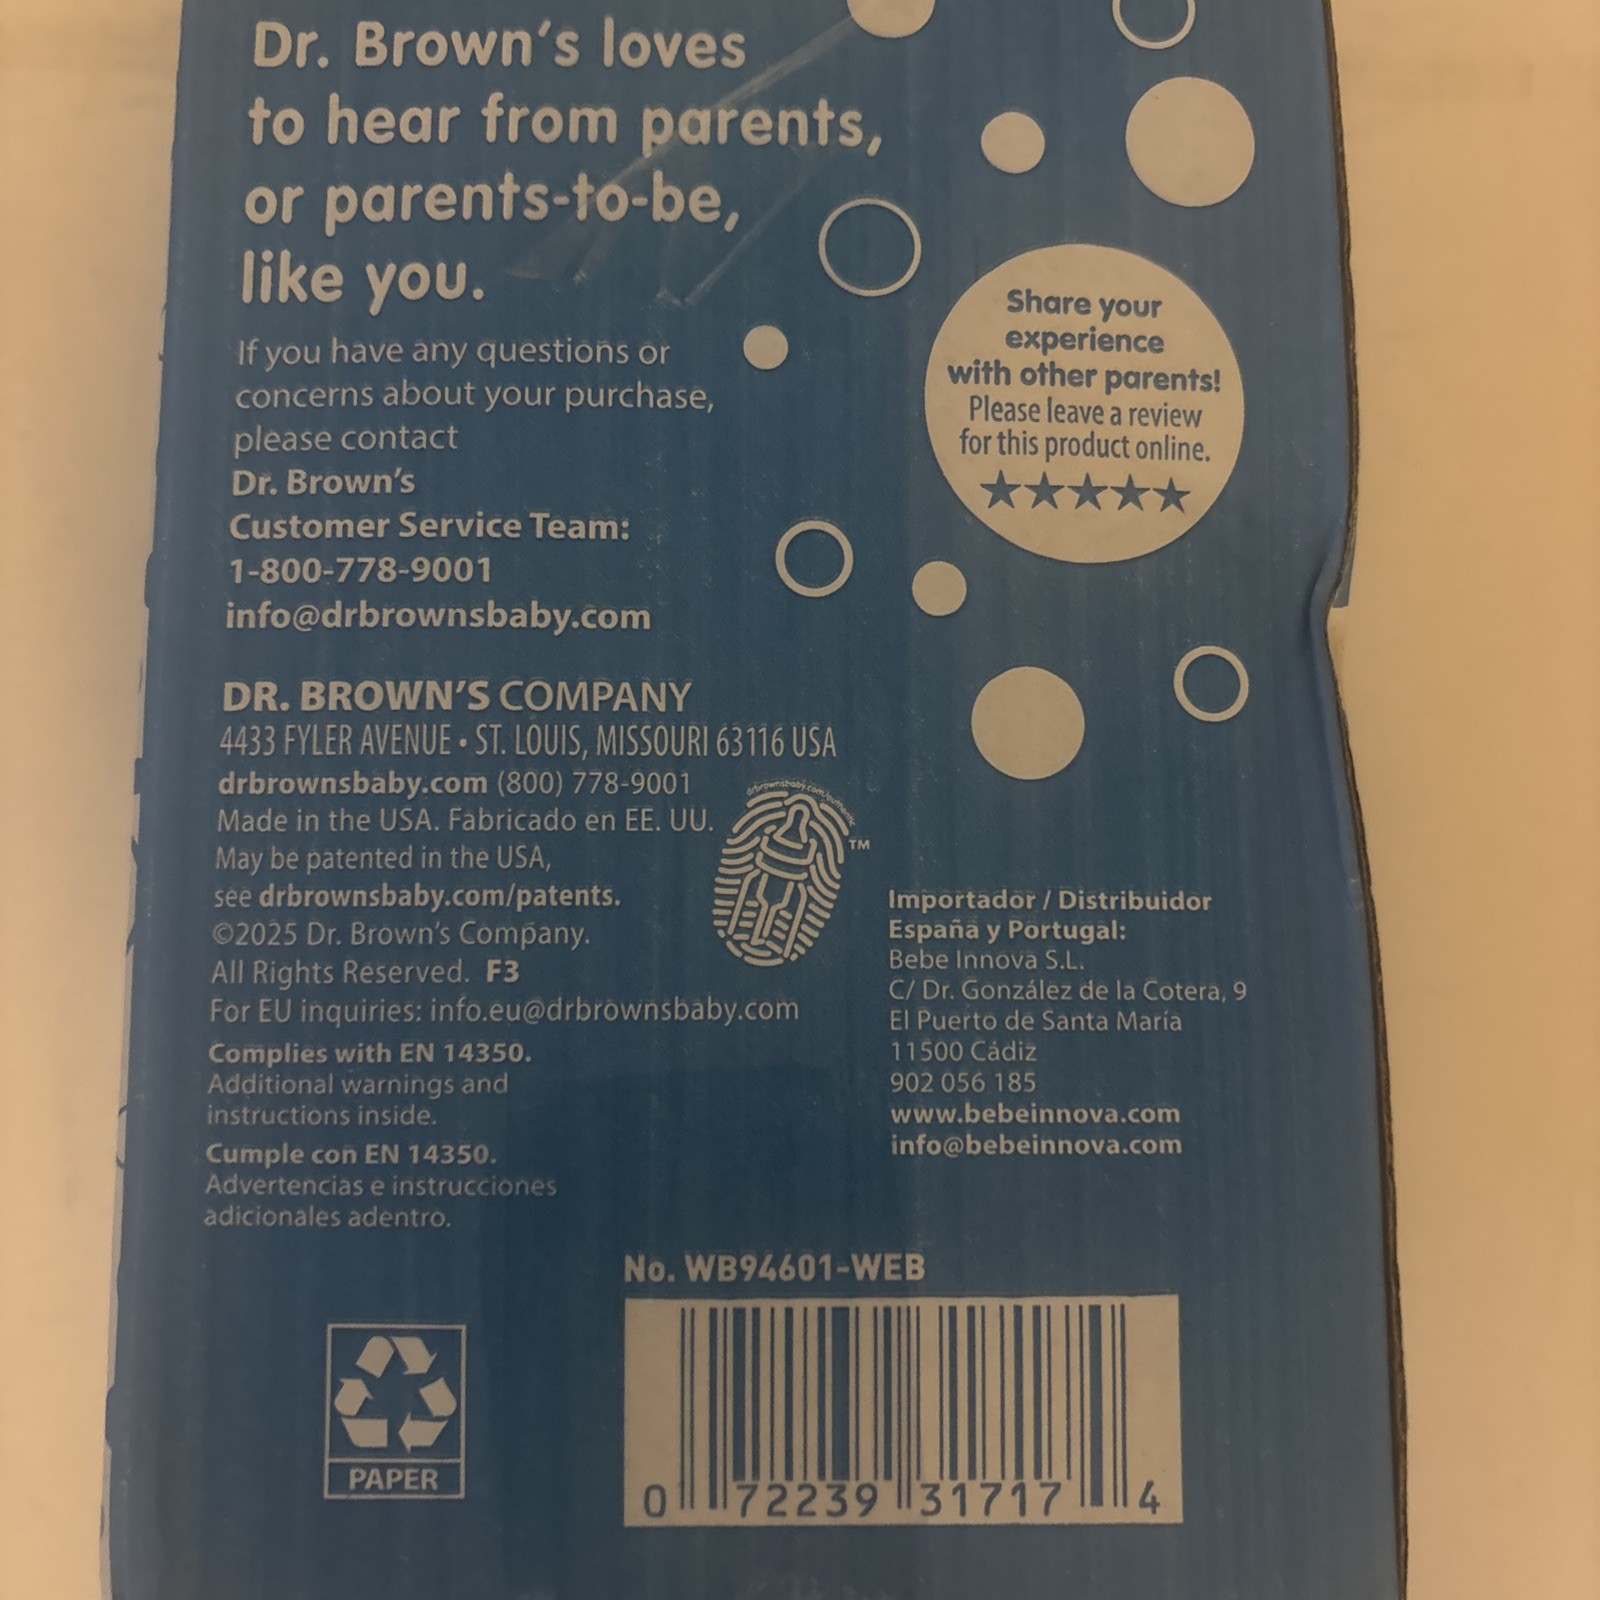 Dr. Brown's loves
to hear from parents,
or parents-to-be,
like you.
If you have any questions or
concerns about your purchase,
please contact
Dr. Brown's
Customer Service Team:
1-800-778-9001
info@drbrownsbaby.com
Share your
experience
with other parents!
Please leave a review
for this product online.
DR. BROWN'S COMPANY
4433 FYLER AVENUE • ST. LOUIS, MISSOURI 63116 USA
drbrownsbaby.com (800) 778-9001
Made in the USA. Fabricado en EE. UU.
May be patented in the USA,
see drbrownsbaby.com/patents.
©2025 Dr. Brown's Company.
All Rights Reserved. F3
For EU inquiries: info.eu@drbrownsbaby.com
Complies with EN 14350.
Additional warnings and
instructions inside.
Cumple con EN 14350.
Advertencias e instrucciones
adicionales adentro.
drbrownsbaby.com/authentic
TM
Importador / Distribuidor
España y Portugal:
Bebe Innova S.L.
C/ Dr. González de la Cotera, 9
El Puerto de Santa María
11500 Cádiz
902 056 185
www.bebeinnova.com
info@bebeinnova.com
No. WB94601-WEB
PAPER
0 72239 31717 4